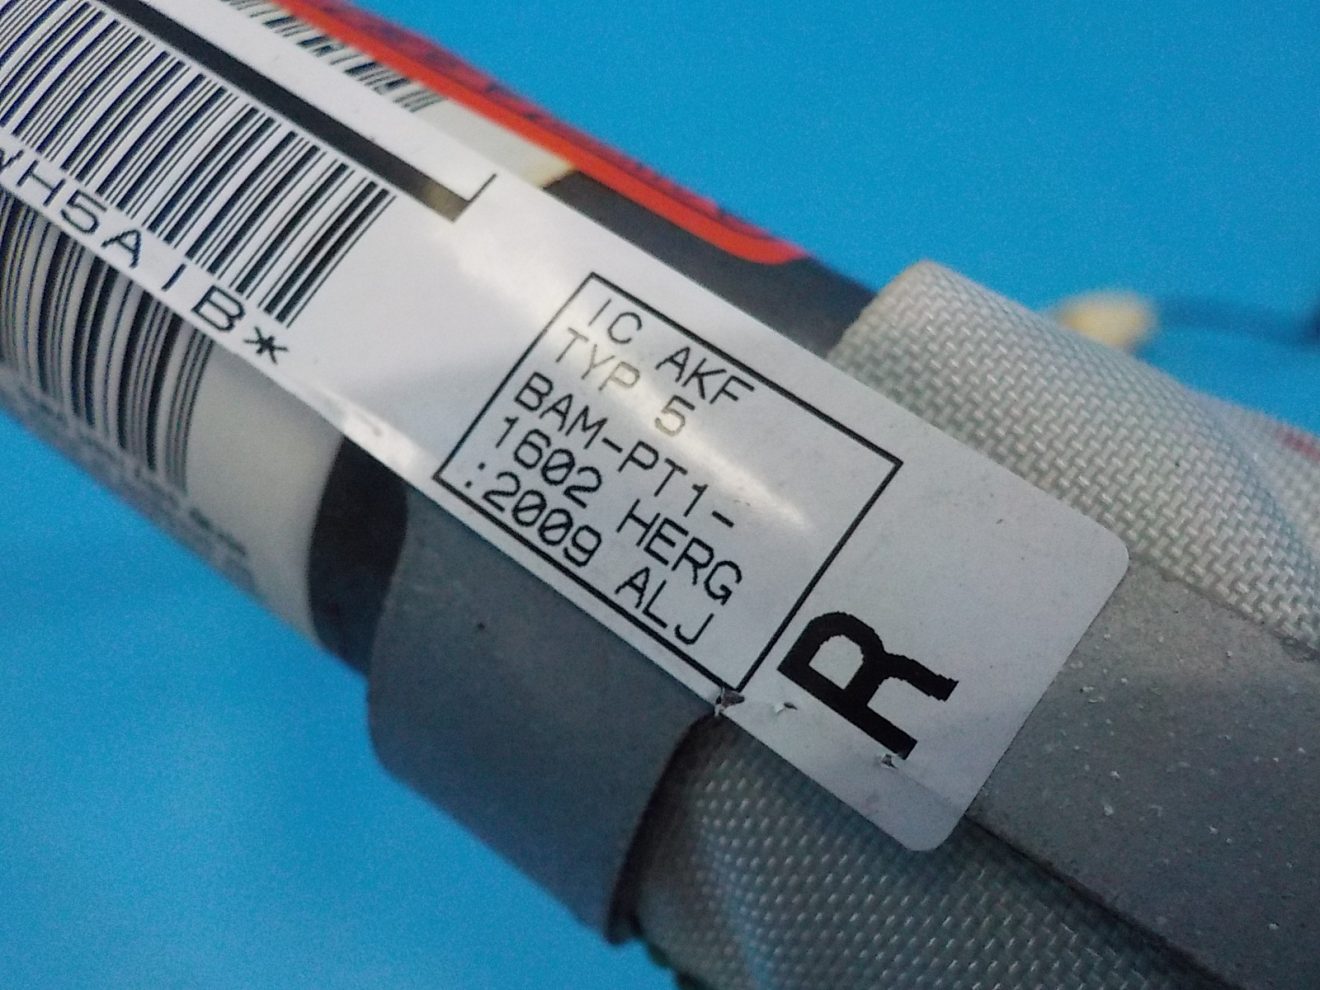 H5AIB*
IC AKF
TYP 5
BAM-PT1-
1602 HERG
:2009 ALJ
R